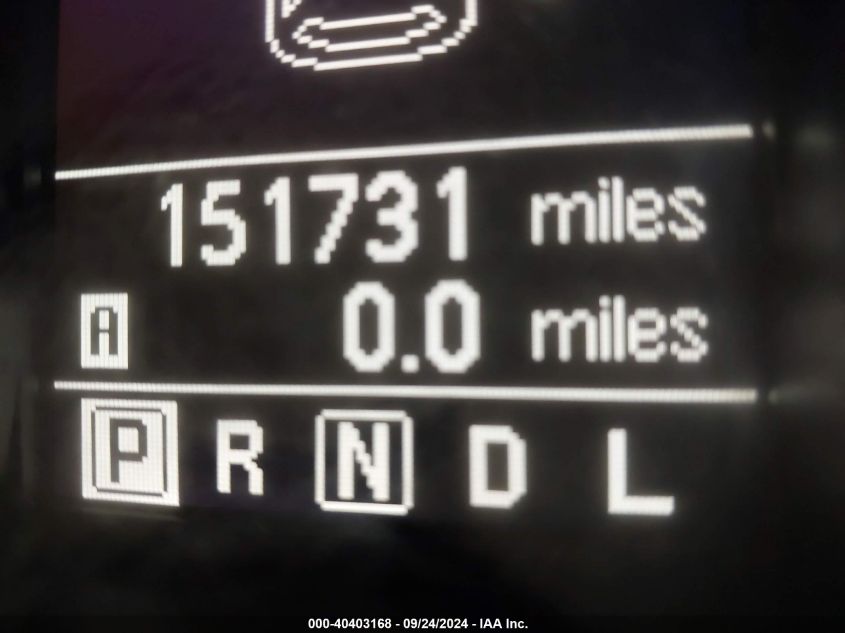 151731 miles
A 0.0 miles
P R N D L
000-40403168 - 09/24/2024 - IAA Inc.